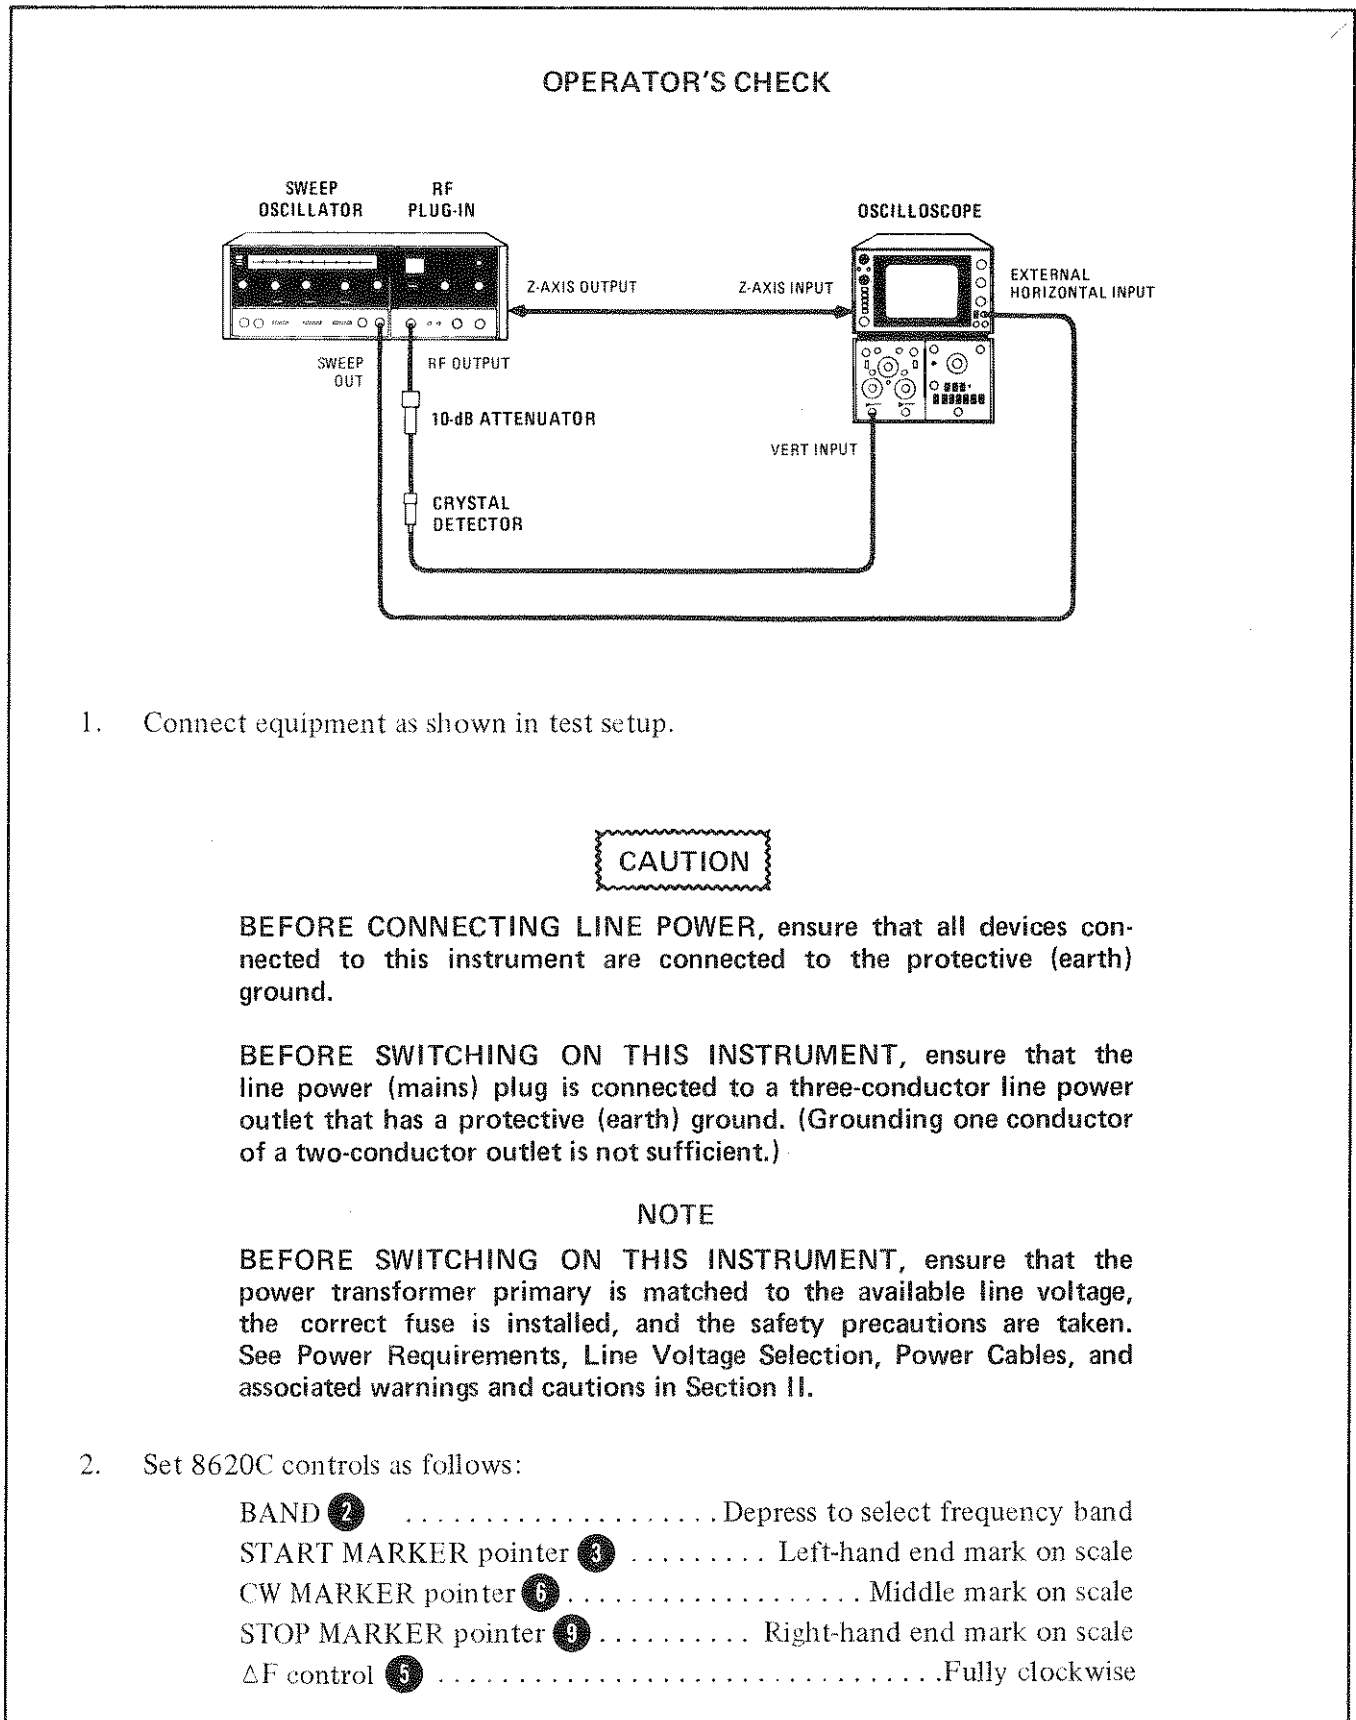 OPERATOR'S CHECK
SWEEP
OSCILLATOR
RF
PLUG-IN
OSCILLOSCOPE
Z-AXIS OUTPUT
Z-AXIS INPUT
EXTERNAL
HORIZONTAL INPUT
SWEEP
OUT
RF OUTPUT
10-dB ATTENUATOR
VERT INPUT
CRYSTAL
DETECTOR
1. Connect equipment as shown in test setup.
CAUTION
BEFORE CONNECTING LINE POWER, ensure that all devices con-
nected to this instrument are connected to the protective (earth)
ground.
BEFORE SWITCHING ON THIS INSTRUMENT, ensure that the
line power (mains) plug is connected to a three-conductor line power
outlet that has a protective (earth) ground. (Grounding one conductor
of a two-conductor outlet is not sufficient.)
NOTE
BEFORE SWITCHING ON THIS INSTRUMENT, ensure that the
power transformer primary is matched to the available line voltage,
the correct fuse is installed, and the safety precautions are taken.
See Power Requirements, Line Voltage Selection, Power Cables, and
associated warnings and cautions in Section II.
2. Set 8620C controls as follows:
BAND 2 . . . . . . . . . . . . . . . . . . . . . Depress to select frequency band
START MARKER pointer 3 . . . . . . . . . Left-hand end mark on scale
CW MARKER pointer 6 . . . . . . . . . . . . . . . . . . . . Middle mark on scale
STOP MARKER pointer 9 . . . . . . . . . . Right-hand end mark on scale
△F control 5 . . . . . . . . . . . . . . . . . . . . . . . . . . . . . . . . . .Fully clockwise